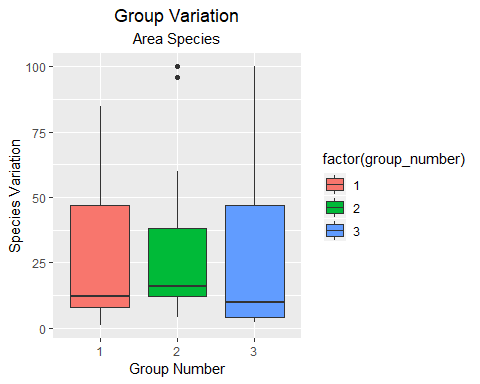 Group Variation
Area Species
Species Variation
100
75
50
25
0
1
2
3
Group Number
factor(group_number)
1
2
3